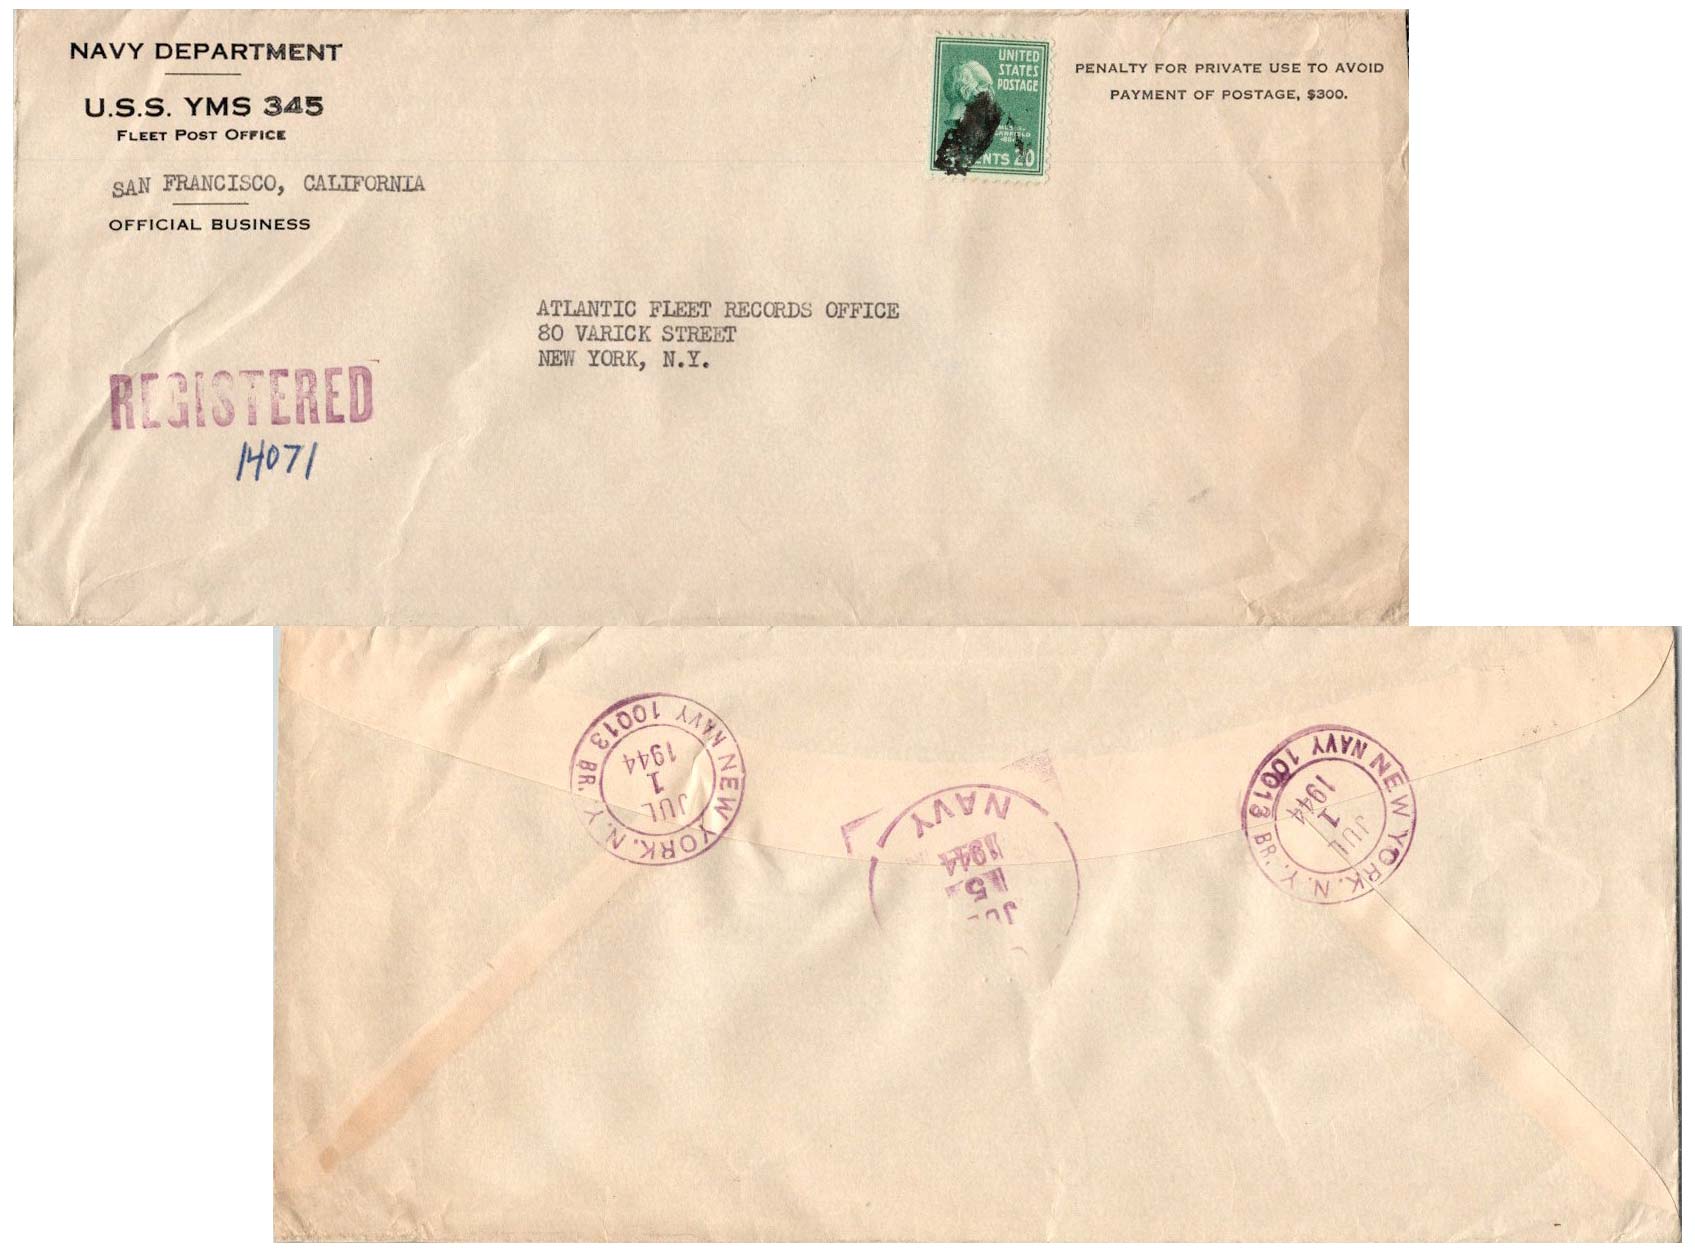 NAVY DEPARTMENT
U.S.S. YMS 345
FLEET POST OFFICE
SAN FRANCISCO, CALIFORNIA
OFFICIAL BUSINESS
UNITED
STATES
POSTAGE
GARFIELD
CENTS 20
PENALTY FOR PRIVATE USE TO AVOID
PAYMENT OF POSTAGE, $300.
ATLANTIC FLEET RECORDS OFFICE
80 VARICK STREET
NEW YORK, N.Y.
REGISTERED
14071
NEW YORK, N.Y.
NAVY 10013 BR.
JUL
1
1944
NAVY
JUL
5
1944
NEW YORK, N.Y.
NAVY 10013 BR.
JUL
1
1944